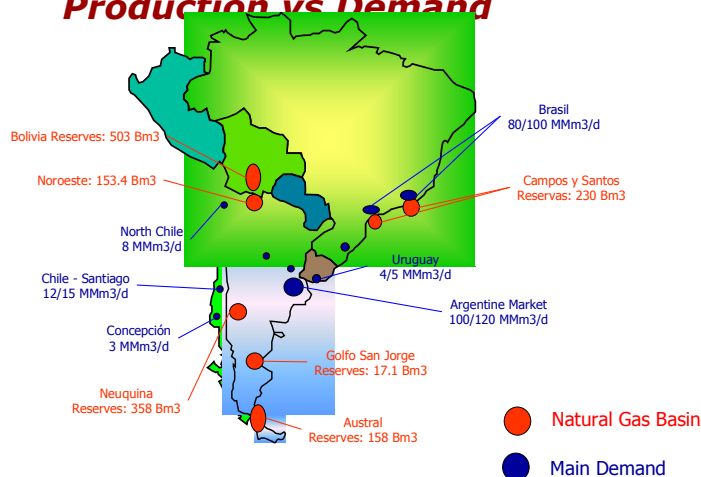 Production vs Demand
Brasil
80/100 MMm3/d
Bolivia Reserves: 503 Bm3
Noroeste: 153.4 Bm3
Campos y Santos
Reservas: 230 Bm3
North Chile
8 MMm3/d
Uruguay
4/5 MMm3/d
Chile - Santiago
12/15 MMm3/d
Argentine Market
100/120 MMm3/d
Concepción
3 MMm3/d
Golfo San Jorge
Reserves: 17.1 Bm3
Neuquina
Reserves: 358 Bm3
Austral
Reserves: 158 Bm3
Natural Gas Basin
Main Demand